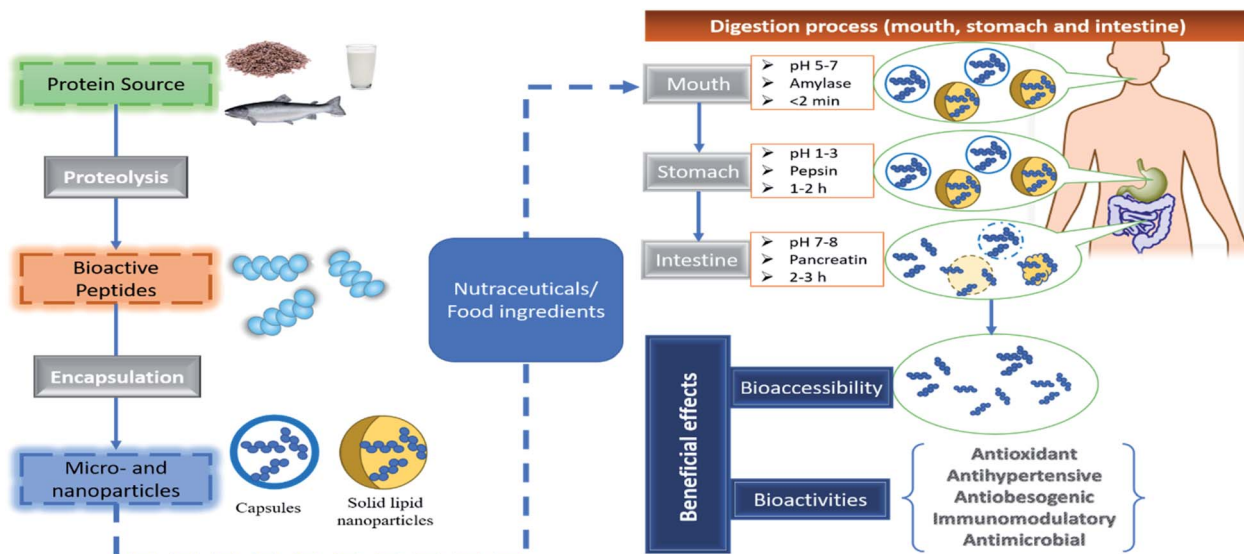 Protein Source
Proteolysis
Bioactive
Peptides
Encapsulation
Micro- and
nanoparticles
Capsules
Solid lipid
nanoparticles
Nutraceuticals/
Food ingredients
Digestion process (mouth, stomach and intestine)
Mouth
➢ pH 5-7
➢ Amylase
➢ <2 min
Stomach
➢ pH 1-3
➢ Pepsin
➢ 1-2 h
Intestine
➢ pH 7-8
➢ Pancreatin
➢ 2-3 h
Beneficial effects
Bioaccessibility
Bioactivities
Antioxidant
Antihypertensive
Antiobesogenic
Immunomodulatory
Antimicrobial